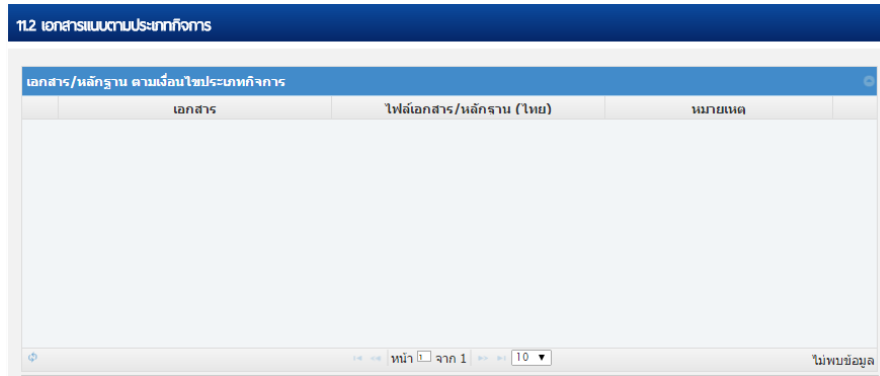 11.2 เอกสารแนบตามประเภทกิจการ
เอกสาร/หลักฐาน ตามเงื่อนไขประเภทกิจการ
เอกสาร ไฟล์เอกสาร/หลักฐาน (ไทย) หมายเหตุ
หน้า 1 จาก 1 10 ไม่พบข้อมูล